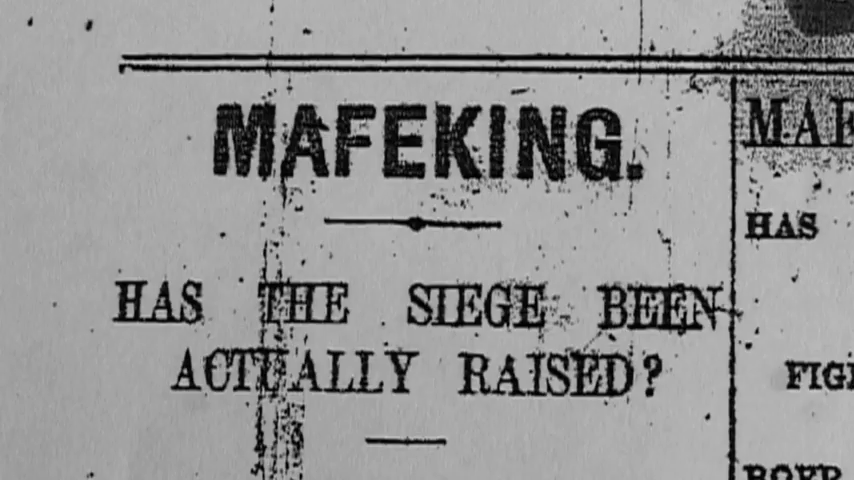 MAFEKING.
HAS THE SIEGE BEEN
ACTUALLY RAISED?
HAS